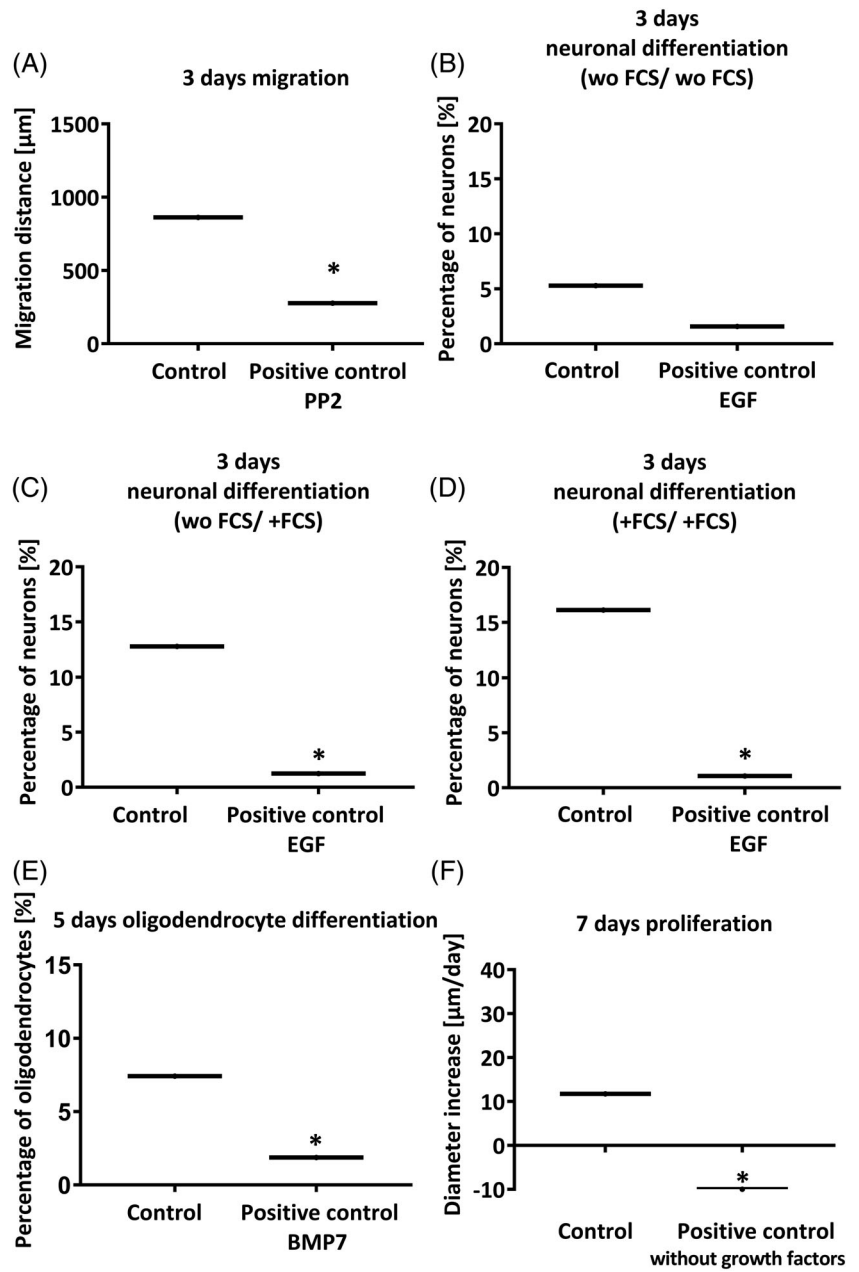 (A)
3 days migration
Migration distance [µm]
1500
1000
500
0
*
Control
Positive control
PP2
(B)
3 days
neuronal differentiation
(wo FCS/ wo FCS)
Percentage of neurons [%]
20
15
10
5
0
Control
Positive control
EGF
(C)
3 days
neuronal differentiation
(wo FCS/ +FCS)
Percentage of neurons [%]
20
15
10
5
0
*
Control
Positive control
EGF
(D)
3 days
neuronal differentiation
(+FCS/ +FCS)
Percentage of neurons [%]
20
15
10
5
0
*
Control
Positive control
EGF
(E)
5 days oligodendrocyte differentiation
Percentage of oligodendrocytes [%]
15
10
5
0
*
Control
Positive control
BMP7
(F)
7 days proliferation
Diameter increase [µm/day]
40
30
20
10
0
-10
*
Control
Positive control
without growth factors